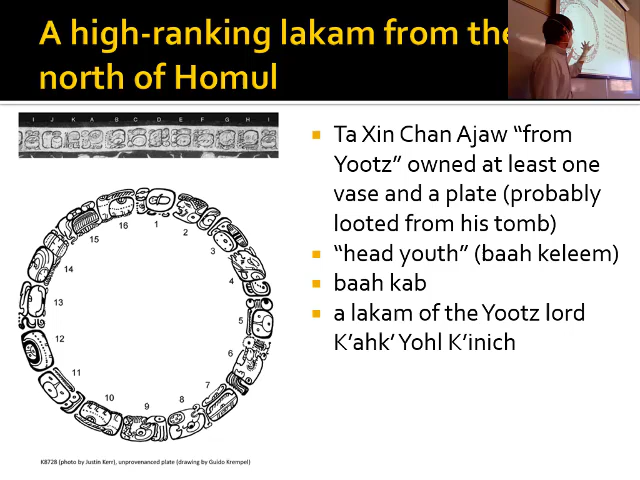 A high-ranking lakam from the
north of Homul
I J K A B C D E F G H I
Ta Xin Chan Ajaw “from
Yootz” owned at least one
vase and a plate (probably
looted from his tomb)
“head youth” (baah keleem)
baah kab
a lakam of the Yootz lord
K’ahk’ Yohl K’inich
1
2
3
4
5
6
7
8
9
10
11
12
13
14
15
16
K8728 (photo by Justin Kerr), unprovenanced plate (drawing by Guido Krempel)